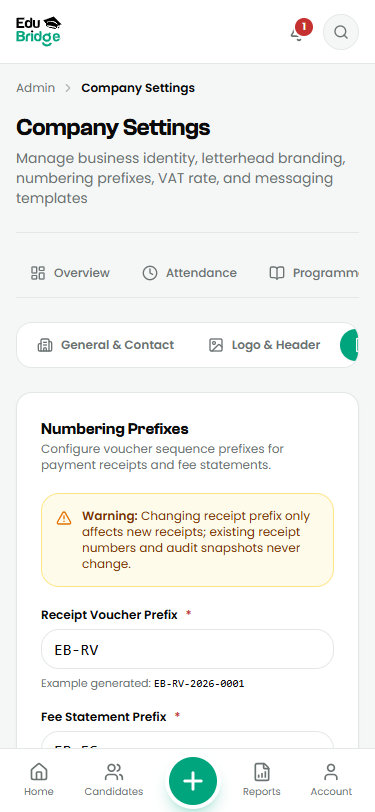 Edu
Bridge
1
Admin > Company Settings
Company Settings
Manage business identity, letterhead branding,
numbering prefixes, VAT rate, and messaging
templates
Overview Attendance Programm
General & Contact Logo & Header
Numbering Prefixes
Configure voucher sequence prefixes for
payment receipts and fee statements.
Warning: Changing receipt prefix only
affects new receipts; existing receipt
numbers and audit snapshots never
change.
Receipt Voucher Prefix *
EB-RV
Example generated: EB-RV-2026-0001
Fee Statement Prefix *
Home Candidates Reports Account